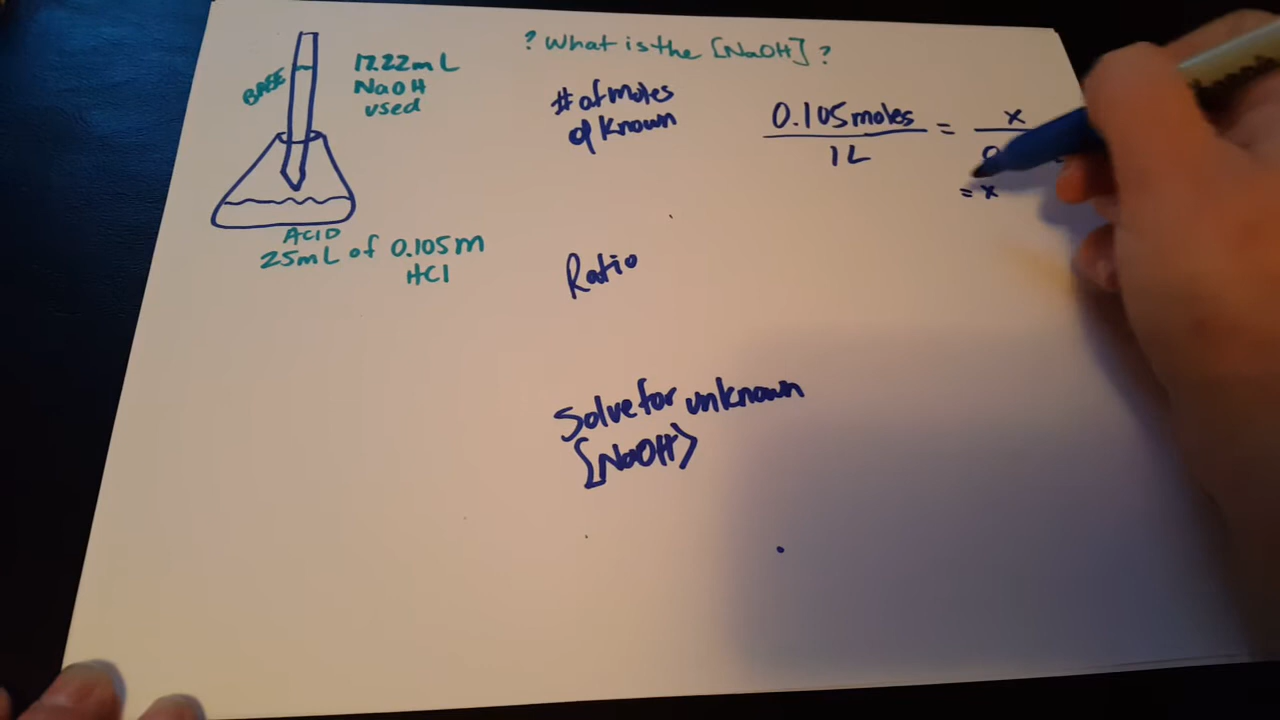 ? What is the [NaOH] ?
BASE
17.22mL
NaOH
used
ACID
25mL of 0.105M
HCl
# of moles
of known
0.105 moles = x
1L
= x
Ratio
Solve for unknown
[NaOH]